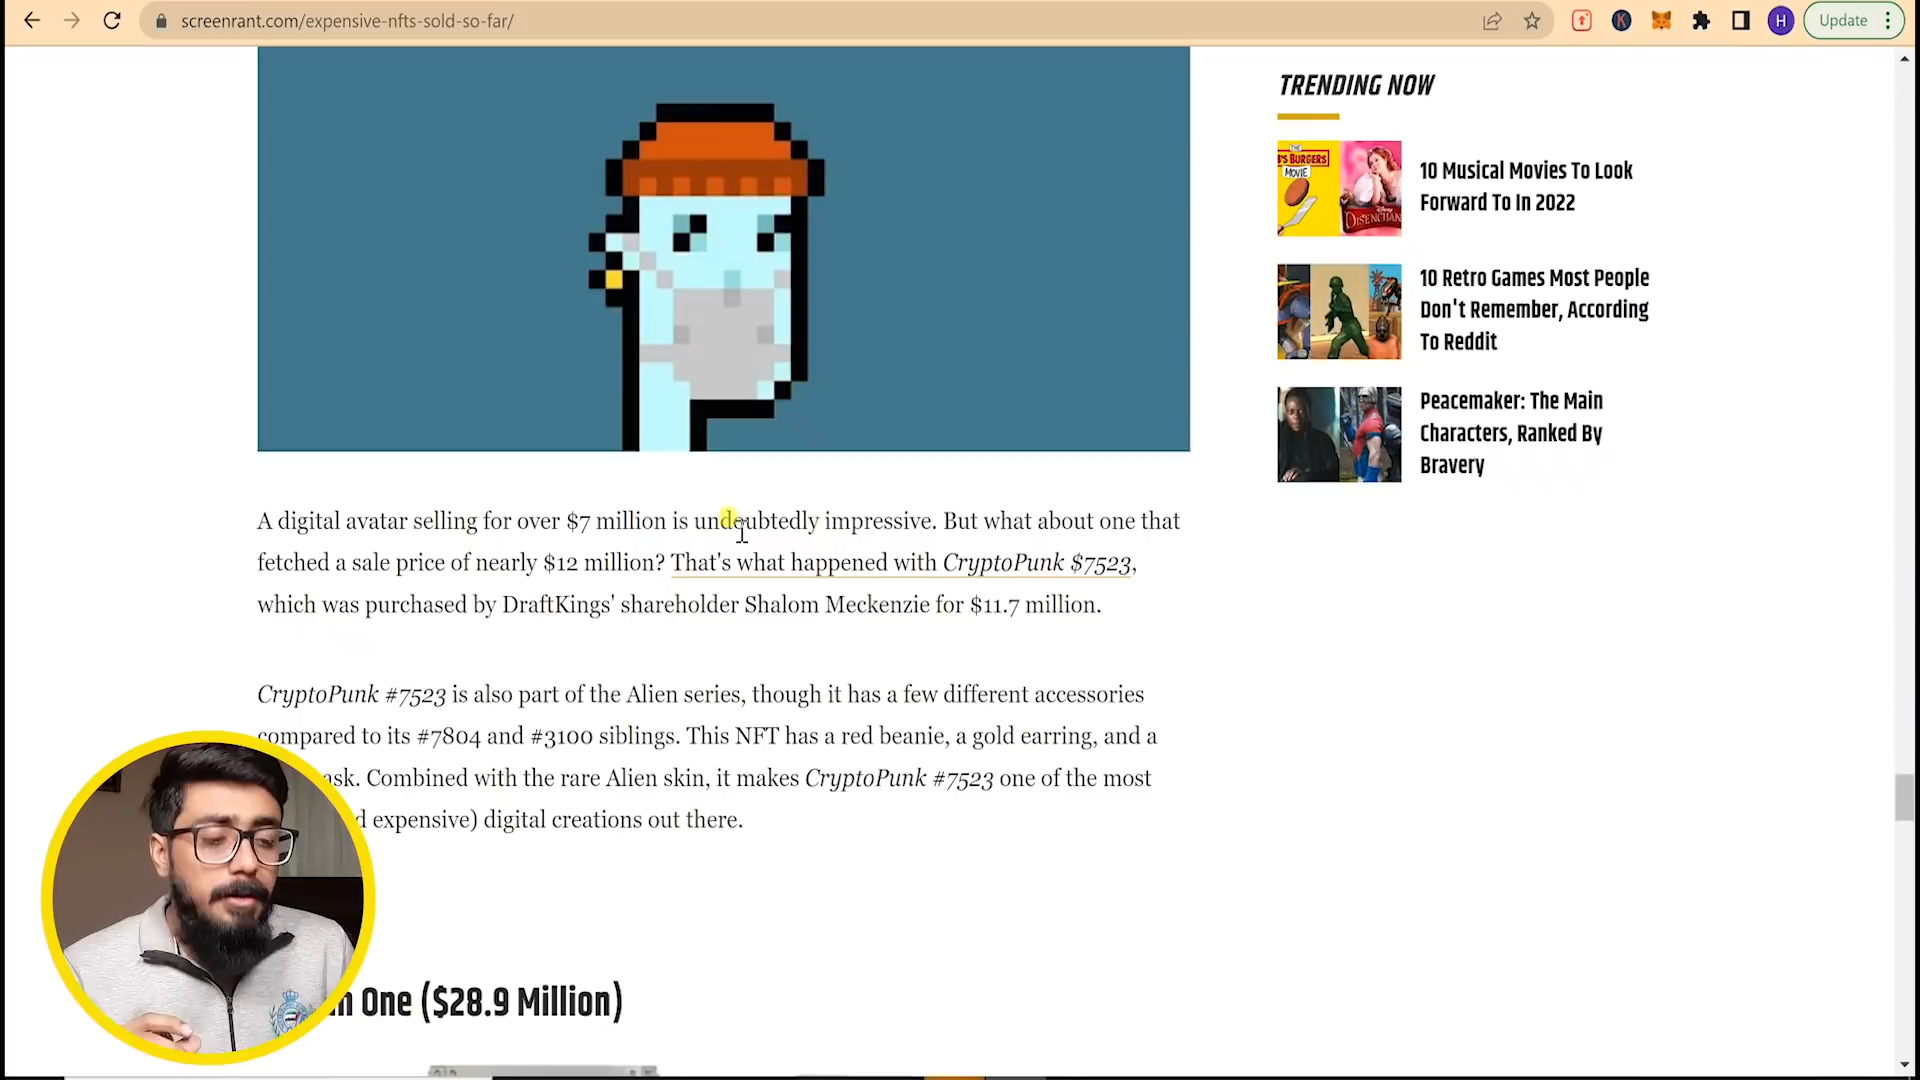 screenrant.com/expensive-nfts-sold-so-far/
H
Update
TRENDING NOW
THE
B'S BURGERS
MOVIE
Disney
DISENCHAN
10 Musical Movies To Look
Forward To In 2022
10 Retro Games Most People
Don't Remember, According
To Reddit
Peacemaker: The Main
Characters, Ranked By
Bravery
A digital avatar selling for over $7 million is undoubtedly impressive. But what about one that
fetched a sale price of nearly $12 million? That's what happened with CryptoPunk $7523,
which was purchased by DraftKings' shareholder Shalom Meckenzie for $11.7 million.
CryptoPunk #7523 is also part of the Alien series, though it has a few different accessories
compared to its #7804 and #3100 siblings. This NFT has a red beanie, a gold earring, and a
ask. Combined with the rare Alien skin, it makes CryptoPunk #7523 one of the most
d expensive) digital creations out there.
n One ($28.9 Million)